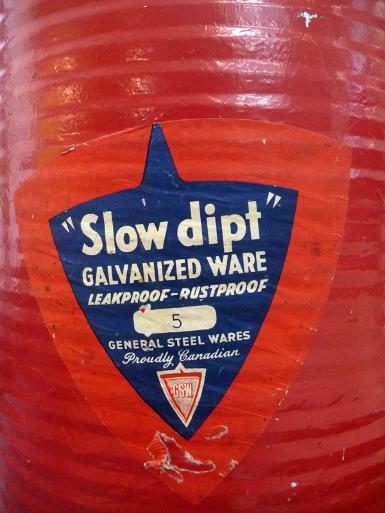 "Slow dipt"
GALVANIZED WARE
LEAKPROOF-RUSTPROOF
5
GENERAL STEEL WARES
Proudly Canadian
GSW